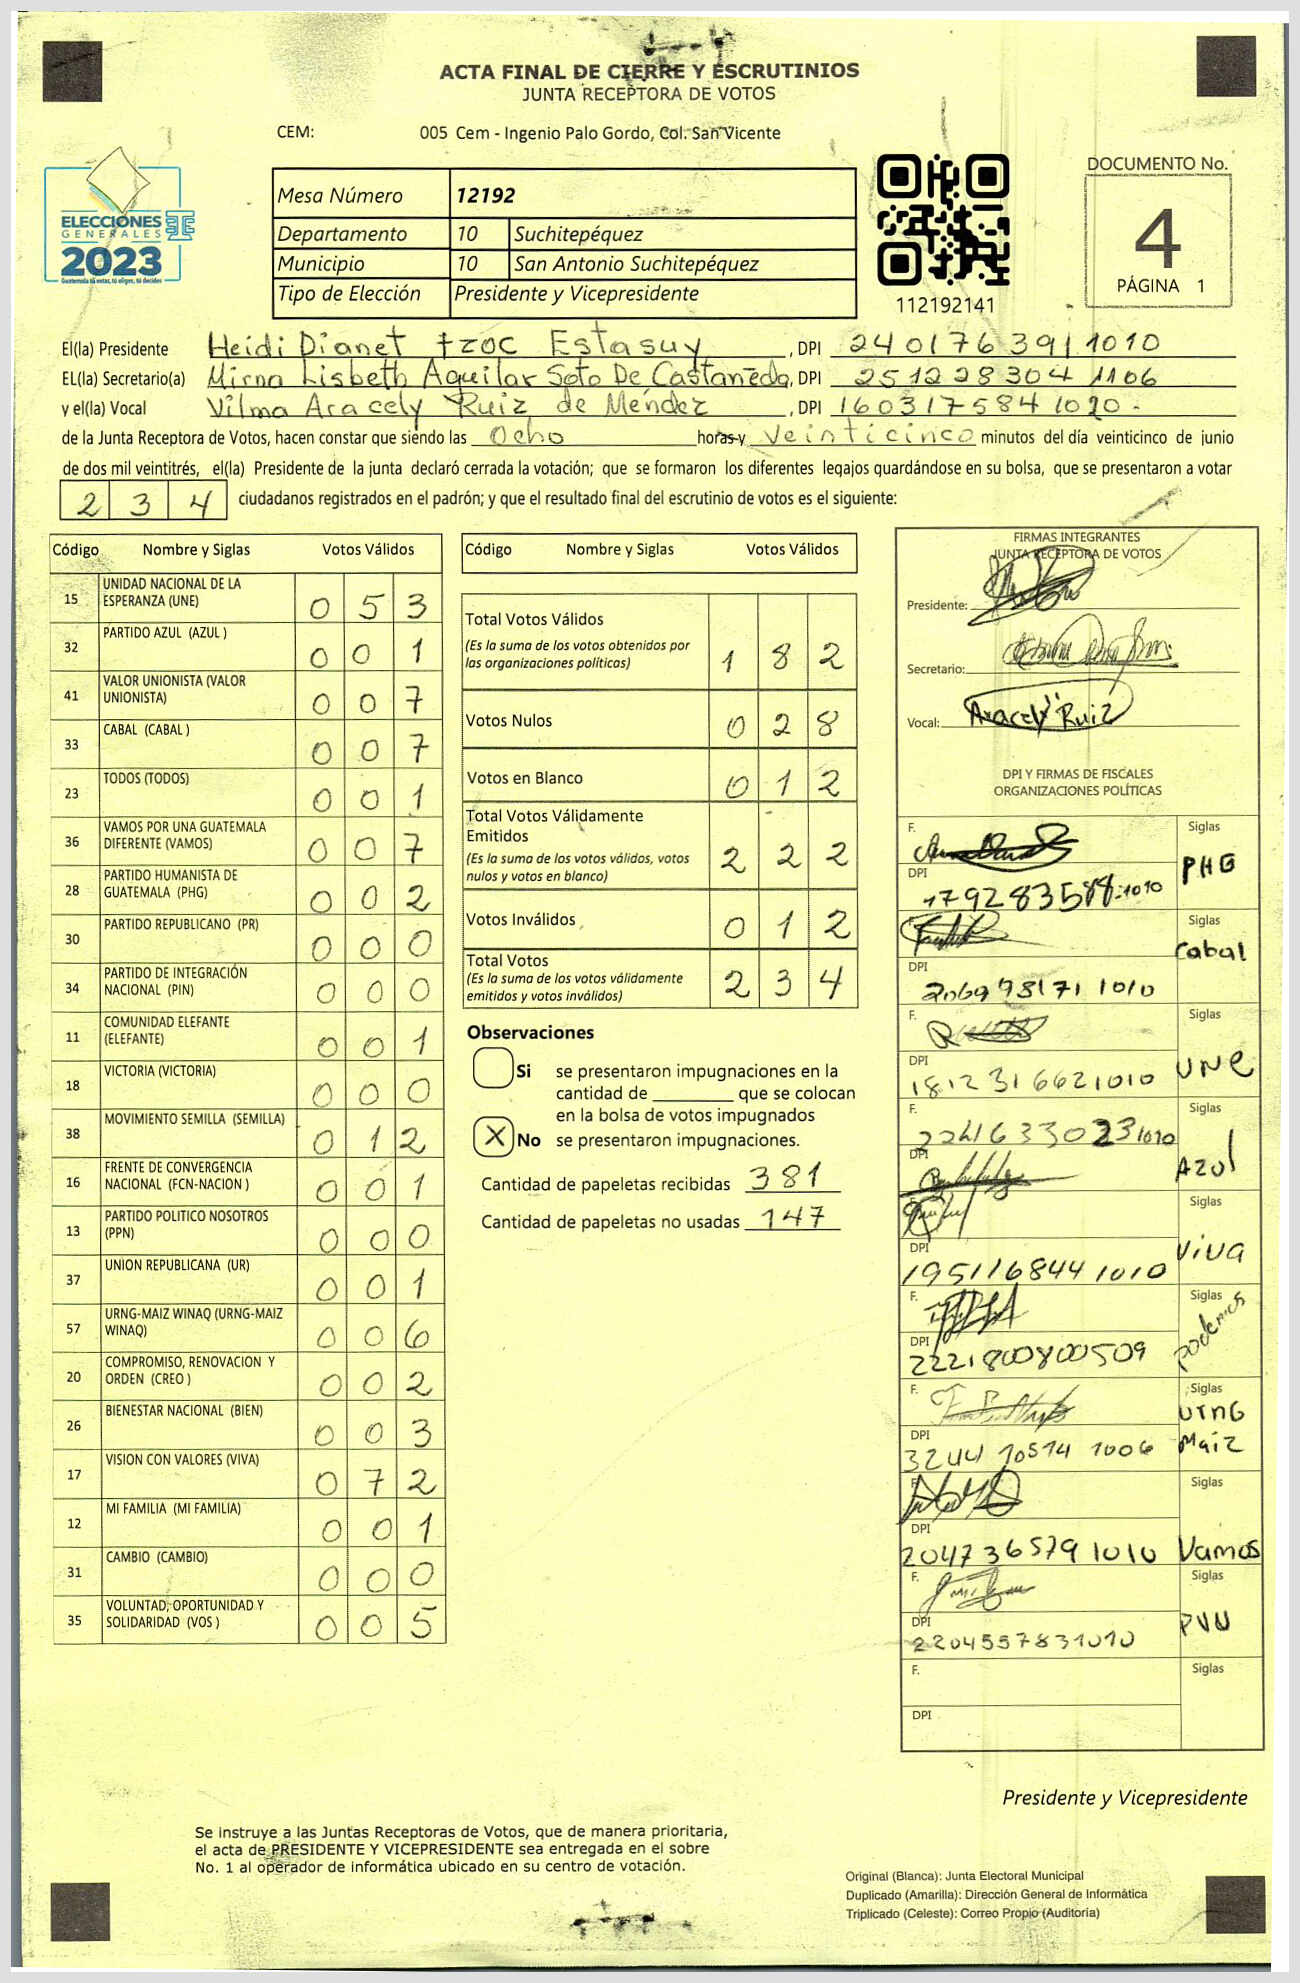 ACTA FINAL DE CIERRE Y ESCRUTINIOS
JUNTA RECEPTORA DE VOTOS
CEM: 005 Cem - Ingenio Palo Gordo, Col. San Vicente
ELECCIONES
GENERALES
2023
Guatemala tú votas, tú eliges, tú decides
Mesa Número 12192
Departamento 10 Suchitepéquez
Municipio 10 San Antonio Suchitepéquez
Tipo de Elección Presidente y Vicepresidente
112192141
DOCUMENTO No.
4
PÁGINA 1
El(la) Presidente Heidi Dianet tzoc Estasuy, DPI 2401763911010
EL(la) Secretario(a) Mirna Lisbeth Aguilar Soto De Castañeda, DPI 2512283041106
y el(la) Vocal Vilma Aracely Ruiz de Méndez, DPI 1603175841020.
de la Junta Receptora de Votos, hacen constar que siendo las Ocho horas y veinticinco minutos del día veinticinco de junio
de dos mil veintitrés, el(la) Presidente de la junta declaró cerrada la votación; que se formaron los diferentes legajos quardándose en su bolsa, que se presentaron a votar
2 3 4 ciudadanos registrados en el padrón; y que el resultado final del escrutinio de votos es el siguiente:
Código Nombre y Siglas Votos Válidos
15 UNIDAD NACIONAL DE LA ESPERANZA (UNE) 0 5 3
32 PARTIDO AZUL (AZUL ) 0 0 1
41 VALOR UNIONISTA (VALOR UNIONISTA) 0 0 7
33 CABAL (CABAL ) 0 0 7
23 TODOS (TODOS) 0 0 1
36 VAMOS POR UNA GUATEMALA DIFERENTE (VAMOS) 0 0 7
28 PARTIDO HUMANISTA DE GUATEMALA (PHG) 0 0 2
30 PARTIDO REPUBLICANO (PR) 0 0 0
34 PARTIDO DE INTEGRACIÓN NACIONAL (PIN) 0 0 0
11 COMUNIDAD ELEFANTE (ELEFANTE) 0 0 1
18 VICTORIA (VICTORIA) 0 0 0
38 MOVIMIENTO SEMILLA (SEMILLA) 0 1 2
16 FRENTE DE CONVERGENCIA NACIONAL (FCN-NACION ) 0 0 1
13 PARTIDO POLITICO NOSOTROS (PPN) 0 0 0
37 UNION REPUBLICANA (UR) 0 0 1
57 URNG-MAIZ WINAQ (URNG-MAIZ WINAQ) 0 0 6
20 COMPROMISO, RENOVACION Y ORDEN (CREO ) 0 0 2
26 BIENESTAR NACIONAL (BIEN) 0 0 3
17 VISION CON VALORES (VIVA) 0 7 2
12 MI FAMILIA (MI FAMILIA) 0 0 1
31 CAMBIO (CAMBIO) 0 0 0
35 VOLUNTAD, OPORTUNIDAD Y SOLIDARIDAD (VOS ) 0 0 5
Código Nombre y Siglas Votos Válidos
Total Votos Válidos
(Es la suma de los votos obtenidos por
las organizaciones políticas) 1 8 2
Votos Nulos 0 2 8
Votos en Blanco 0 1 2
Total Votos Válidamente
Emitidos
(Es la suma de los votos válidos, votos
nulos y votos en blanco) 2 2 2
Votos Inválidos 0 1 2
Total Votos
(Es la suma de los votos válidamente
emitidos y votos inválidos) 2 3 4
Observaciones
Si se presentaron impugnaciones en la
cantidad de ________ que se colocan
en la bolsa de votos impugnados
X No se presentaron impugnaciones.
Cantidad de papeletas recibidas 381
Cantidad de papeletas no usadas 147
FIRMAS INTEGRANTES
JUNTA RECEPTORA DE VOTOS
Presidente:
Secretario:
Vocal: Aracely Ruiz
DPI Y FIRMAS DE FISCALES
ORGANIZACIONES POLÍTICAS
F. Siglas
PHG
DPI
F. Siglas
Cabal
DPI
F. Siglas
UNE
DPI
1812316621010
F. Siglas
Azul
DPI
F. Siglas
Viva
DPI
1951168441010
F. Siglas
podemos
DPI
2221800800509
F. Siglas
Urng
Maiz
DPI
F. Siglas
DPI
2047365791010 Vamos
F. Siglas
DPI
2204557831010
F. Siglas
DPI
Presidente y Vicepresidente
Se instruye a las Juntas Receptoras de Votos, que de manera prioritaria,
el acta de PRESIDENTE Y VICEPRESIDENTE sea entregada en el sobre
No. 1 al operador de informática ubicado en su centro de votación.
Original (Blanca): Junta Electoral Municipal
Duplicado (Amarilla): Dirección General de Informática
Triplicado (Celeste): Correo Propio (Auditoría)